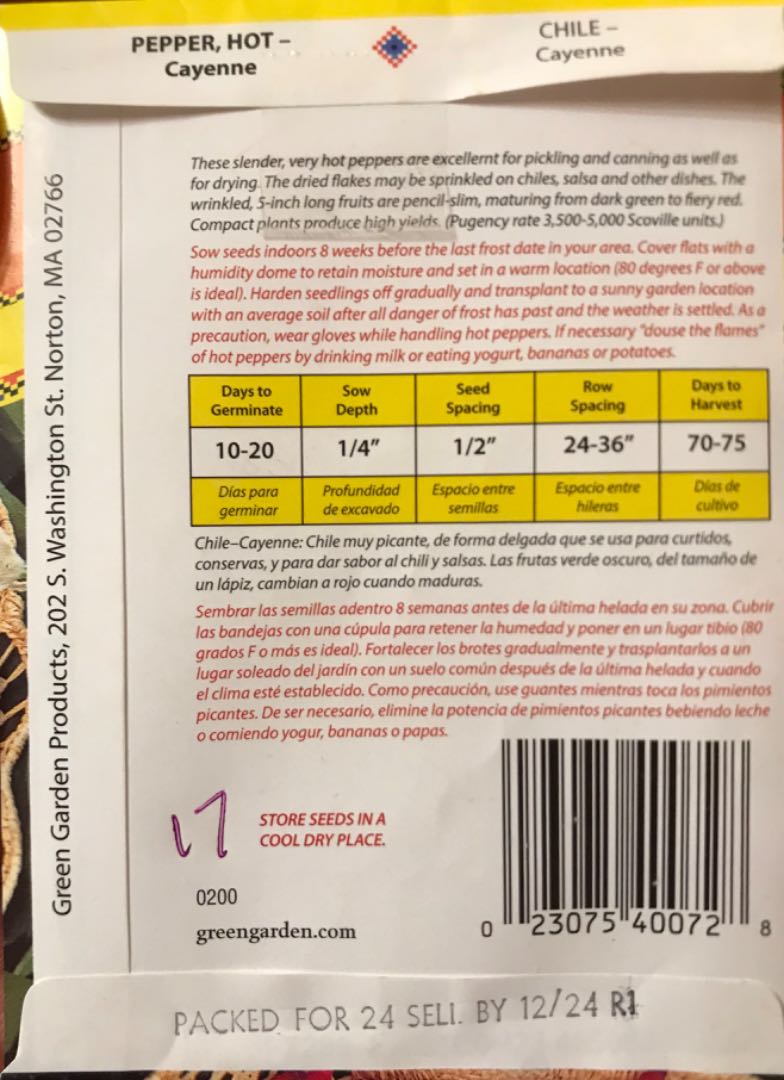 PEPPER, HOT –
Cayenne
CHILE –
Cayenne
These slender, very hot peppers are excellernt for pickling and canning as well as
for drying. The dried flakes may be sprinkled on chiles, salsa and other dishes. The
wrinkled, 5-inch long fruits are pencil-slim, maturing from dark green to fiery red.
Compact plants produce high yields. (Pugency rate 3,500-5,000 Scoville units.)
Sow seeds indoors 8 weeks before the last frost date in your area. Cover flats with a
humidity dome to retain moisture and set in a warm location (80 degrees F or above
is ideal). Harden seedlings off gradually and transplant to a sunny garden location
with an average soil after all danger of frost has past and the weather is settled. As a
precaution, wear gloves while handling hot peppers. If necessary "douse the flames"
of hot peppers by drinking milk or eating yogurt, bananas or potatoes.
Days to
Germinate
Sow
Depth
Seed
Spacing
Row
Spacing
Days to
Harvest
10-20
1/4"
1/2"
24-36"
70-75
Días para
germinar
Profundidad
de excavado
Espacio entre
semillas
Espacio entre
hileras
Días de
cultivo
Chile–Cayenne: Chile muy picante, de forma delgada que se usa para curtidos,
conservas, y para dar sabor al chili y salsas. Las frutas verde oscuro, del tamaño de
un lápiz, cambian a rojo cuando maduras.
Sembrar las semillas adentro 8 semanas antes de la última helada en su zona. Cubrir
las bandejas con una cúpula para retener la humedad y poner en un lugar tibio (80
grados F o más es ideal). Fortalecer los brotes gradualmente y trasplantarlos a un
lugar soleado del jardín con un suelo común después de la última helada y cuando
el clima esté establecido. Como precaución, use guantes mientras toca los pimientos
picantes. De ser necesario, elimine la potencia de pimientos picantes bebiendo leche
o comiendo yogur, bananas o papas.
17
STORE SEEDS IN A
COOL DRY PLACE.
0200
greengarden.com
0 23075 40072 8
PACKED FOR 24 SELL BY 12/24 R1
Green Garden Products, 202 S. Washington St. Norton, MA 02766